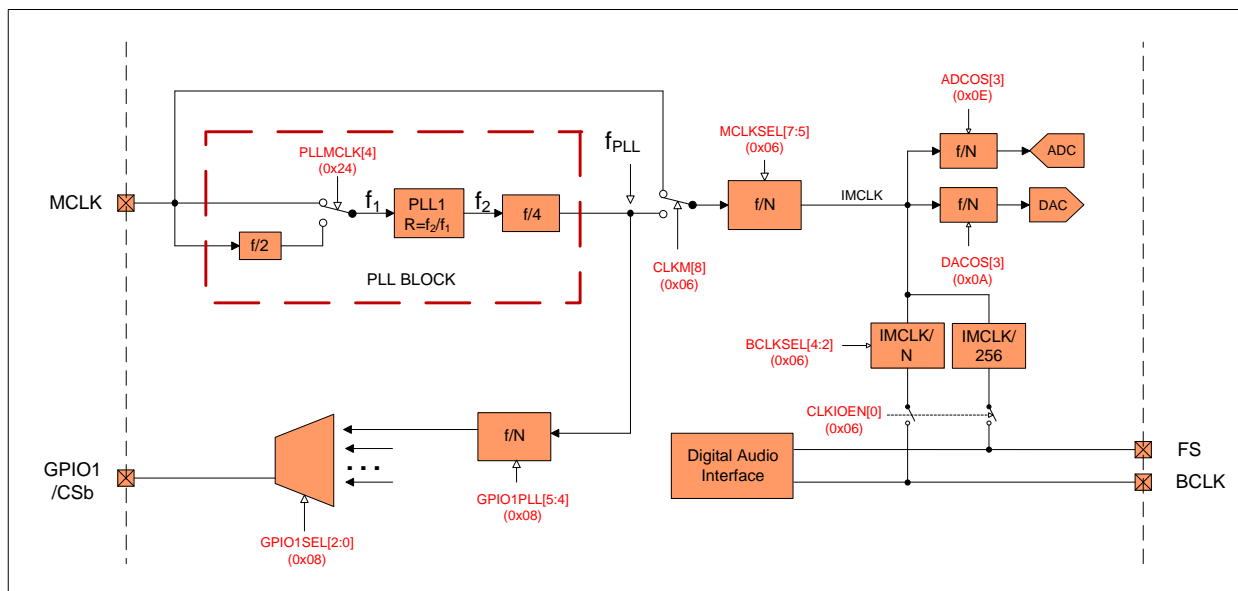 ADCOS[3]
(0x0E)
MCLKSEL[7:5]
(0x06)
f/N
ADC
PLLMCLK[4]
(0x24)
fPLL
MCLK
f1
PLL1
R=f2/f1
f2
f/4
f/N
IMCLK
f/N
DAC
f/2
PLL BLOCK
CLKM[8]
(0x06)
DACOS[3]
(0x0A)
BCLKSEL[4:2]
(0x06)
IMCLK/
N
IMCLK/
256
CLKIOEN[0]
(0x06)
GPIO1
/CSb
f/N
. . .
GPIO1PLL[5:4]
(0x08)
GPIO1SEL[2:0]
(0x08)
Digital Audio
Interface
FS
BCLK